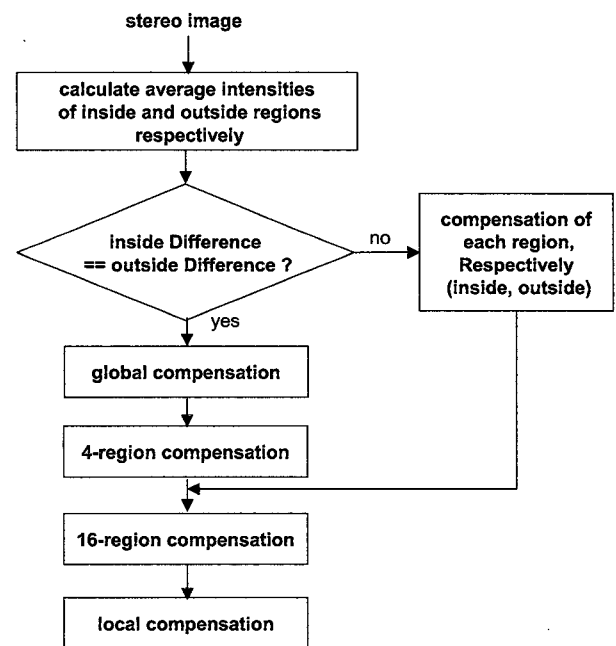 stereo image
calculate average intensities
of inside and outside regions
respectively
inside Difference
== outside Difference ?
no
compensation of
each region,
Respectively
(inside, outside)
yes
global compensation
4-region compensation
16-region compensation
local compensation